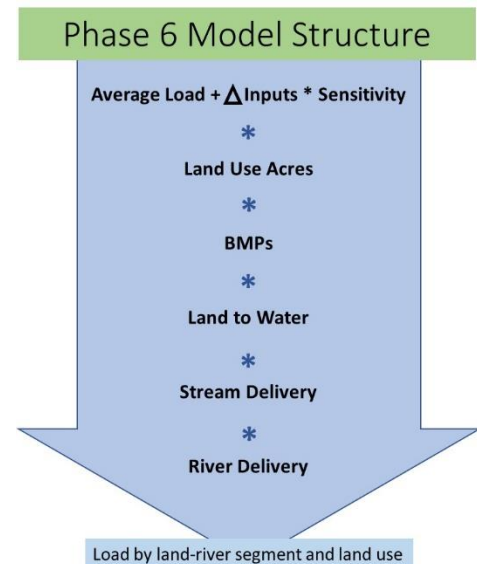 Phase 6 Model Structure
Average Load + Δ Inputs * Sensitivity
*
Land Use Acres
*
BMPs
*
Land to Water
*
Stream Delivery
*
River Delivery
Load by land-river segment and land use